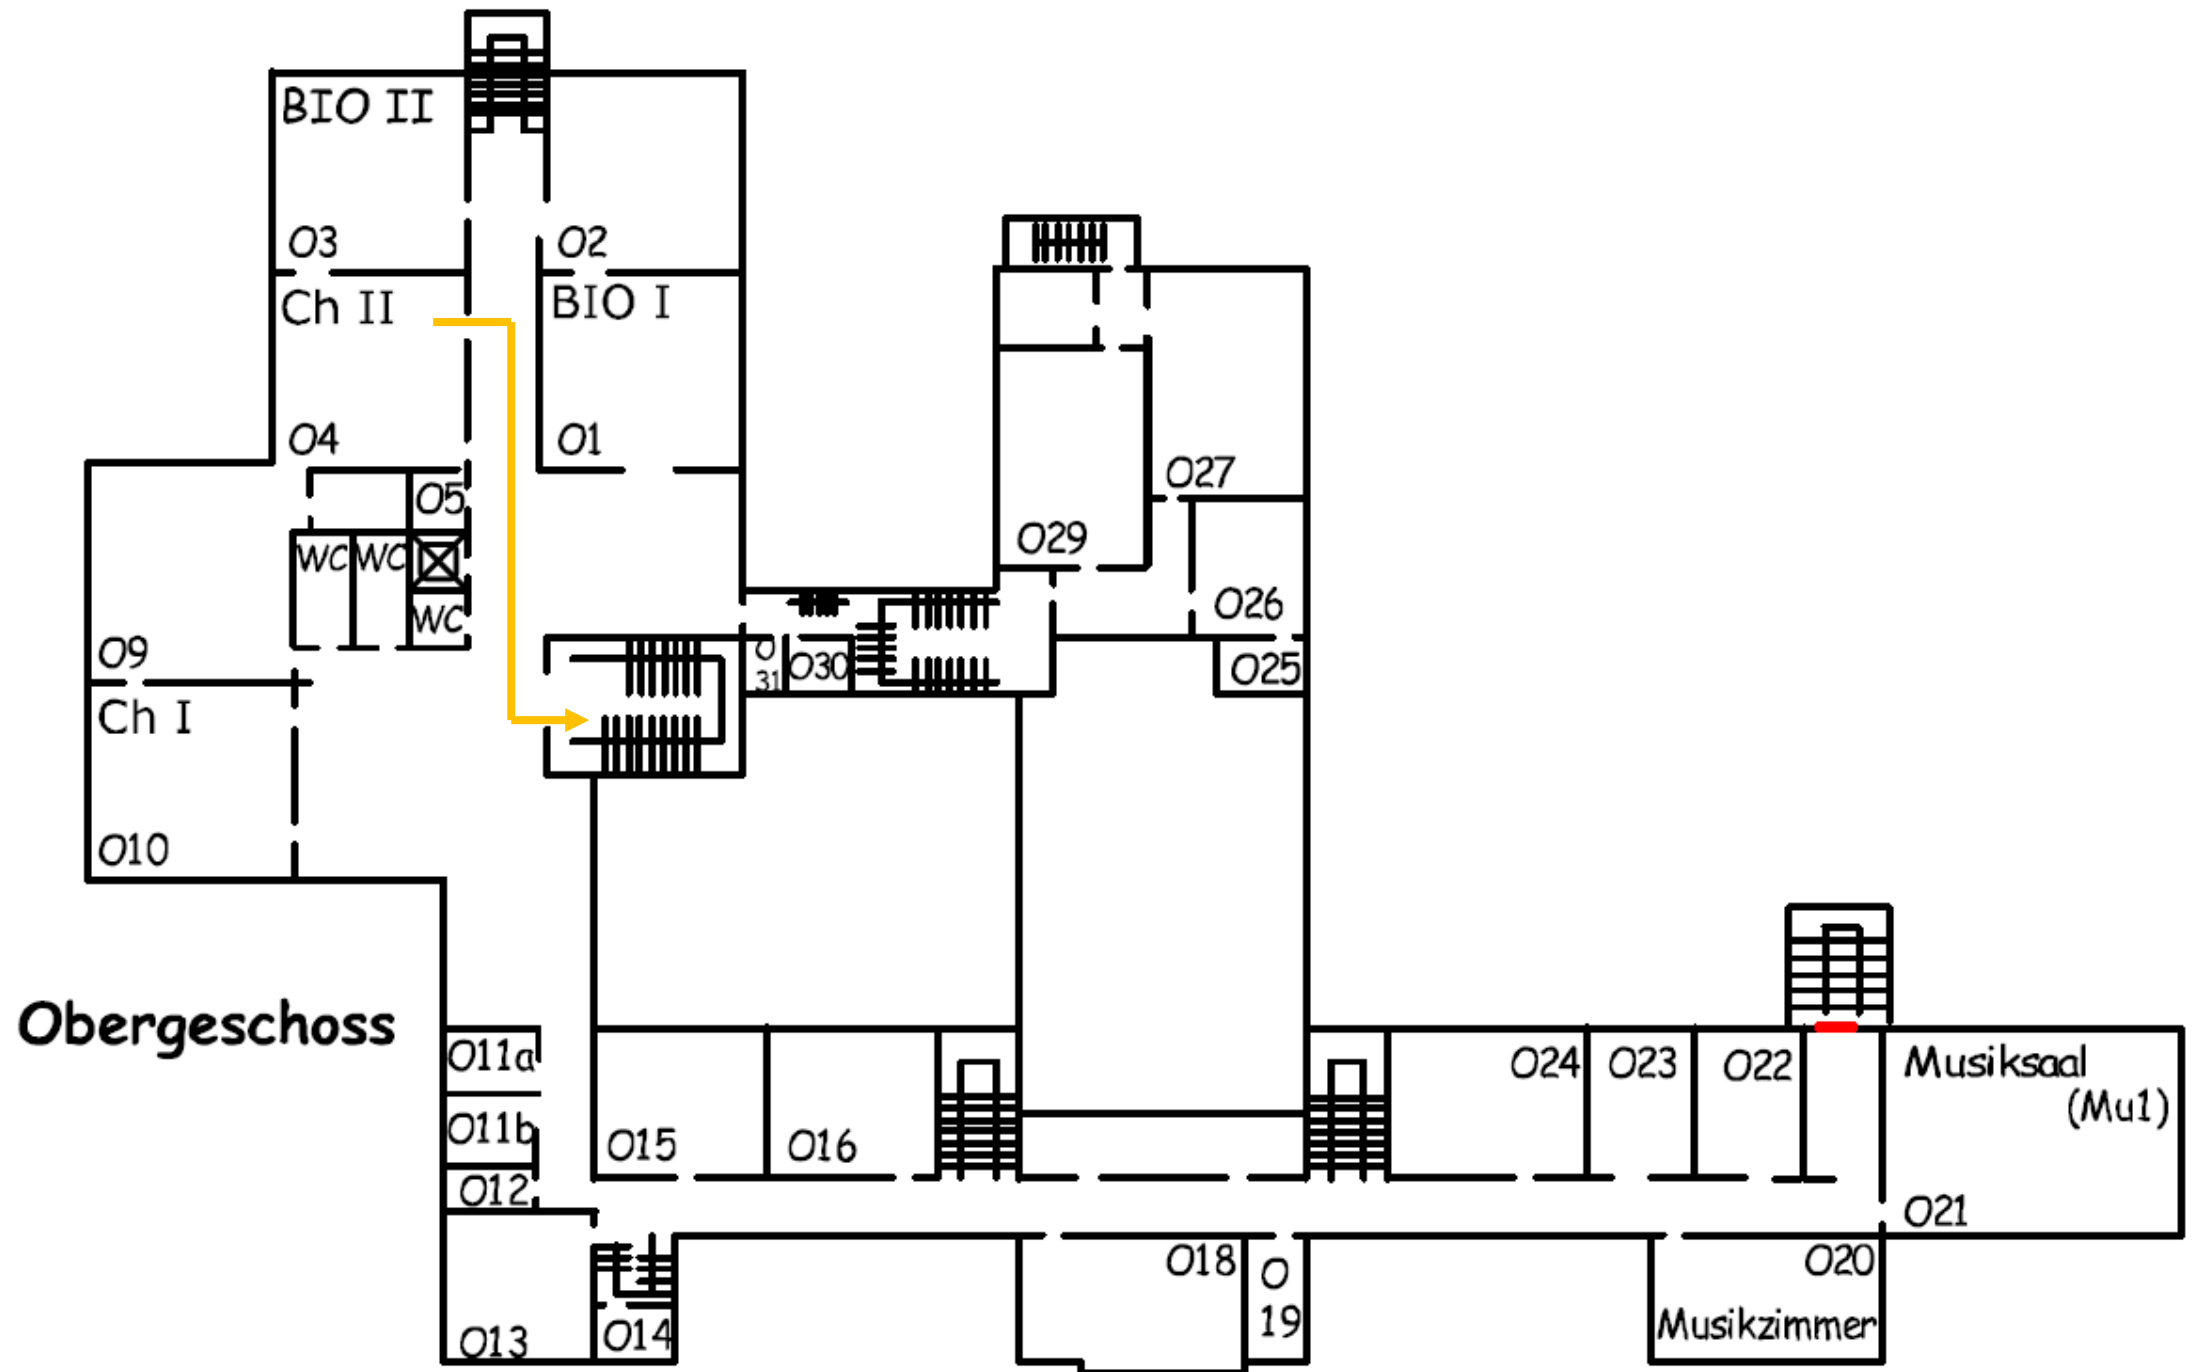 BIO II
O3
O2
Ch II
BIO I
O4
O1
O5
WC
WC
WC
O9
Ch I
O10
O27
O29
O26
O25
O
31
O30
Obergeschoss
O11a
O11b
O12
O13
O14
O15
O16
O18
O
19
O24
O23
O22
Musiksaal
(Mu1)
O21
O20
Musikzimmer